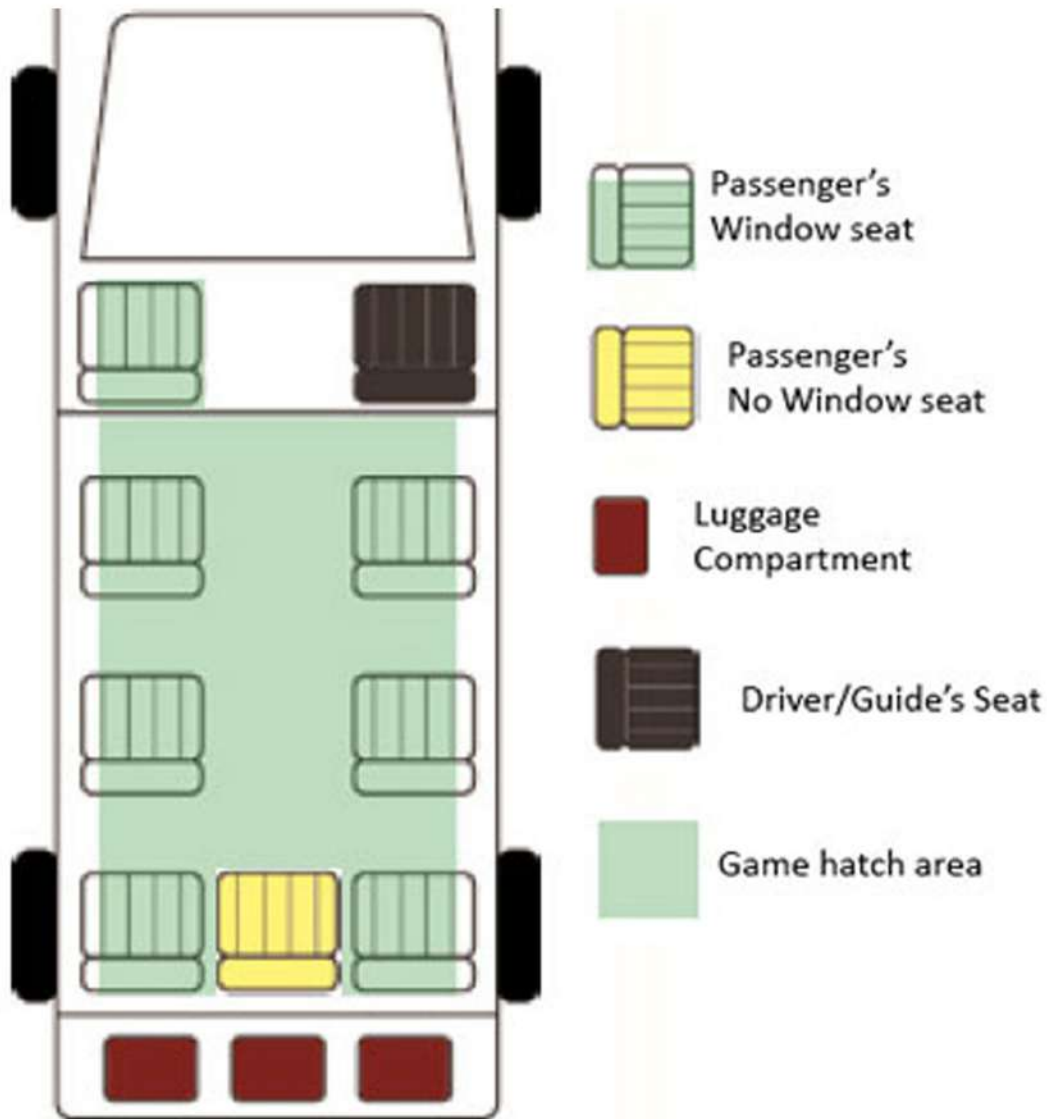 Passenger's
Window seat
Passenger's
No Window seat
Luggage
Compartment
Driver/Guide's Seat
Game hatch area